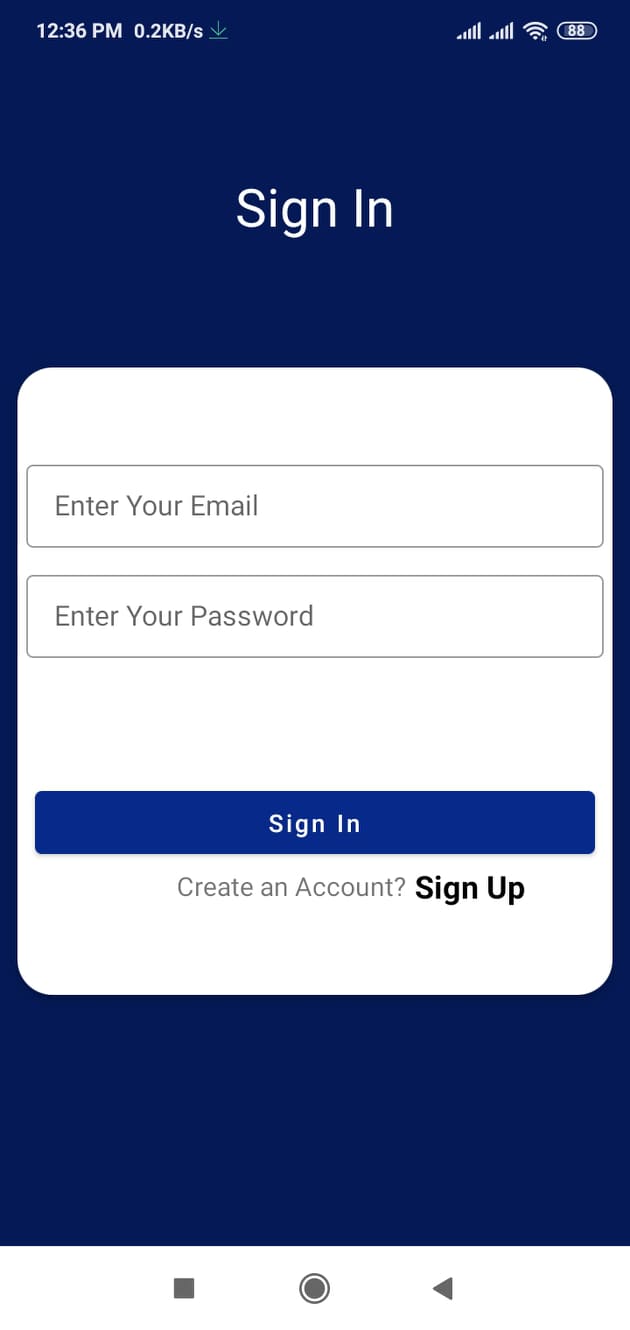 12:36 PM 0.2KB/s 88
Sign In
Enter Your Email
Enter Your Password
Sign In
Create an Account? Sign Up